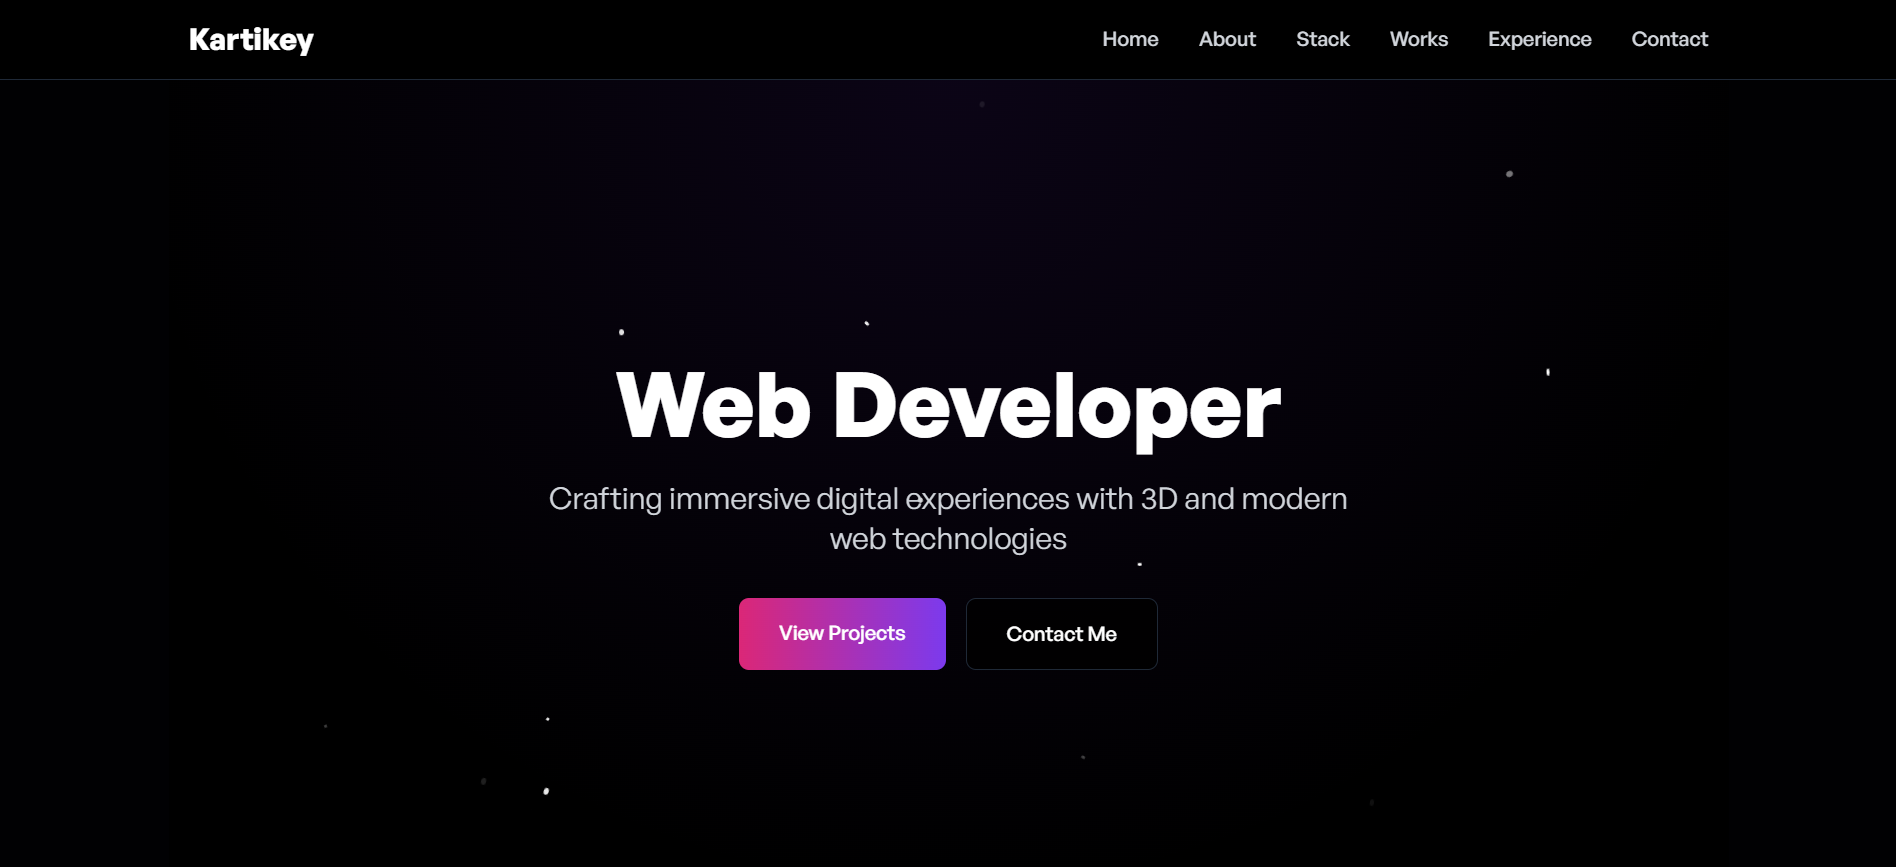 Kartikey
Home About Stack Works Experience Contact
Web Developer
Crafting immersive digital experiences with 3D and modern
web technologies
View Projects
Contact Me